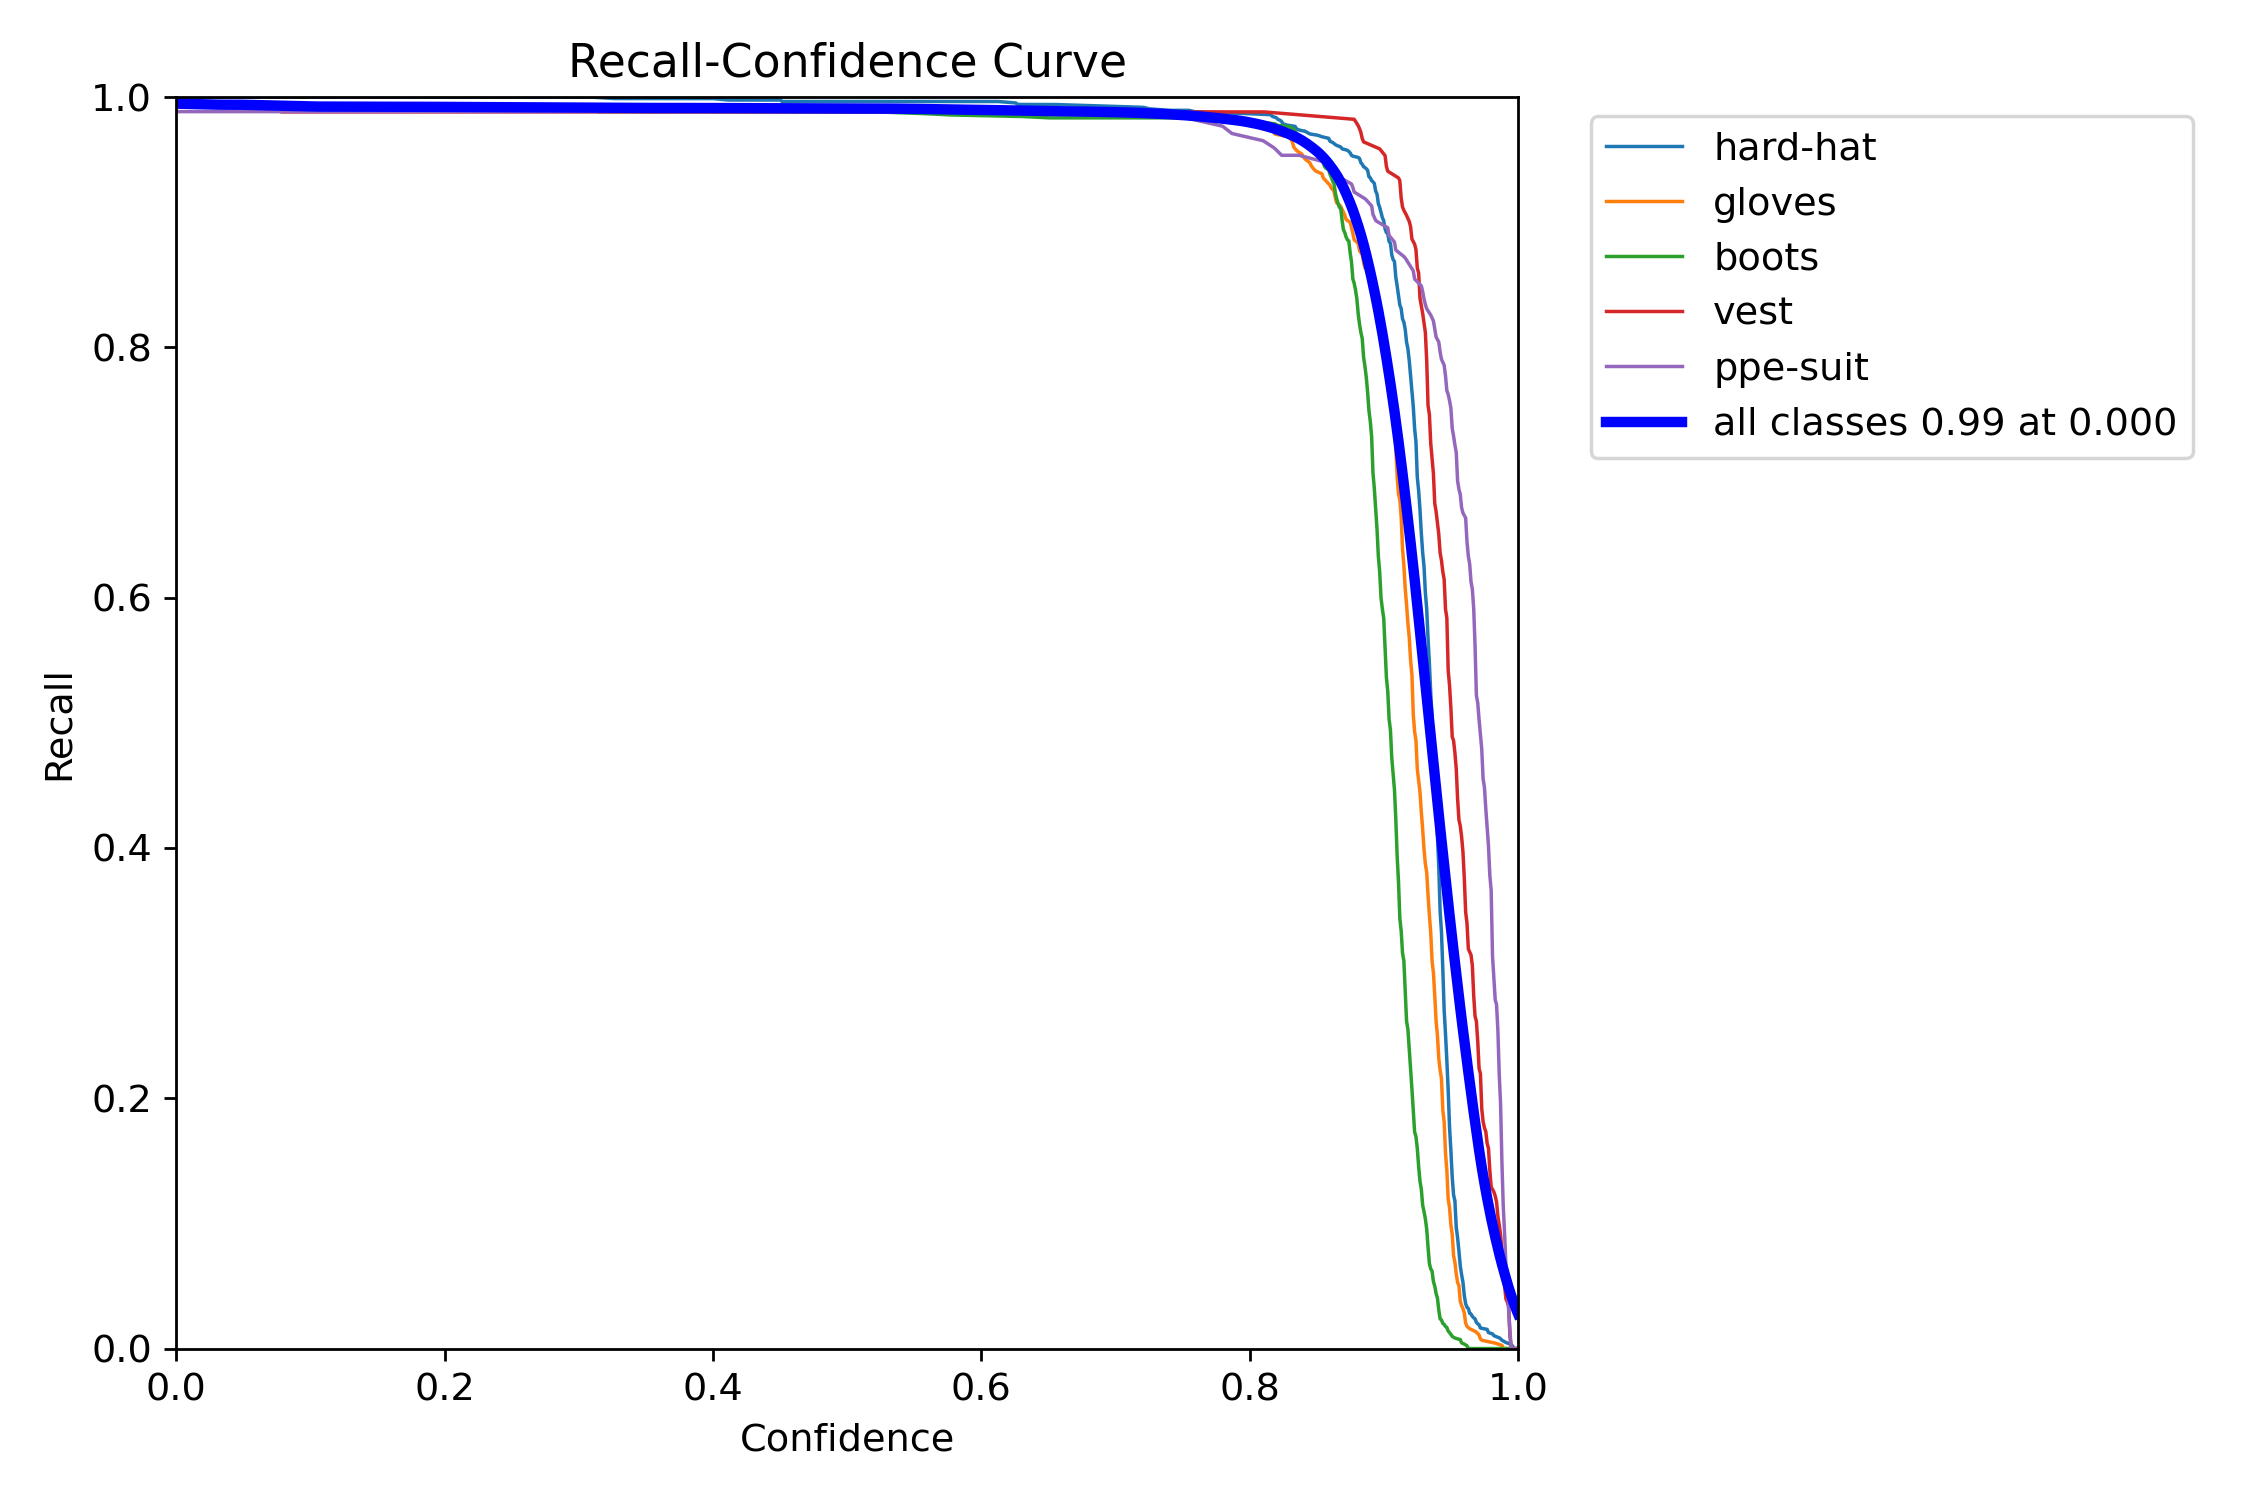 Recall-Confidence Curve
1.0
0.8
0.6
0.4
0.2
0.0
Recall
0.0 0.2 0.4 0.6 0.8 1.0
Confidence
hard-hat
gloves
boots
vest
ppe-suit
all classes 0.99 at 0.000